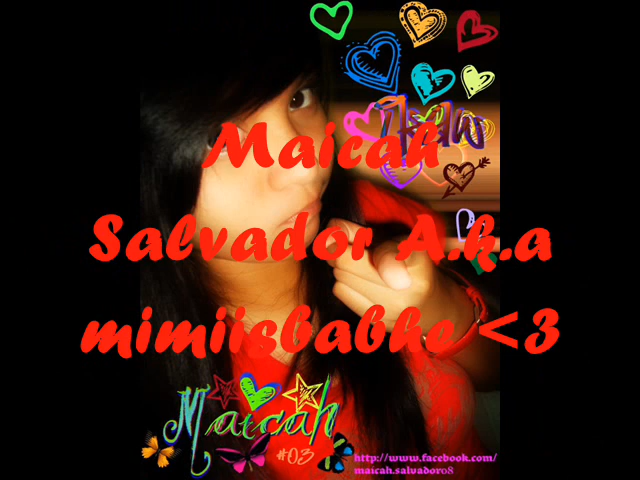 Maicah
Salvador A.k.a
mimiisbabhe <3
Maicah
#03
http://www.facebook.com/
maicah.salvador08